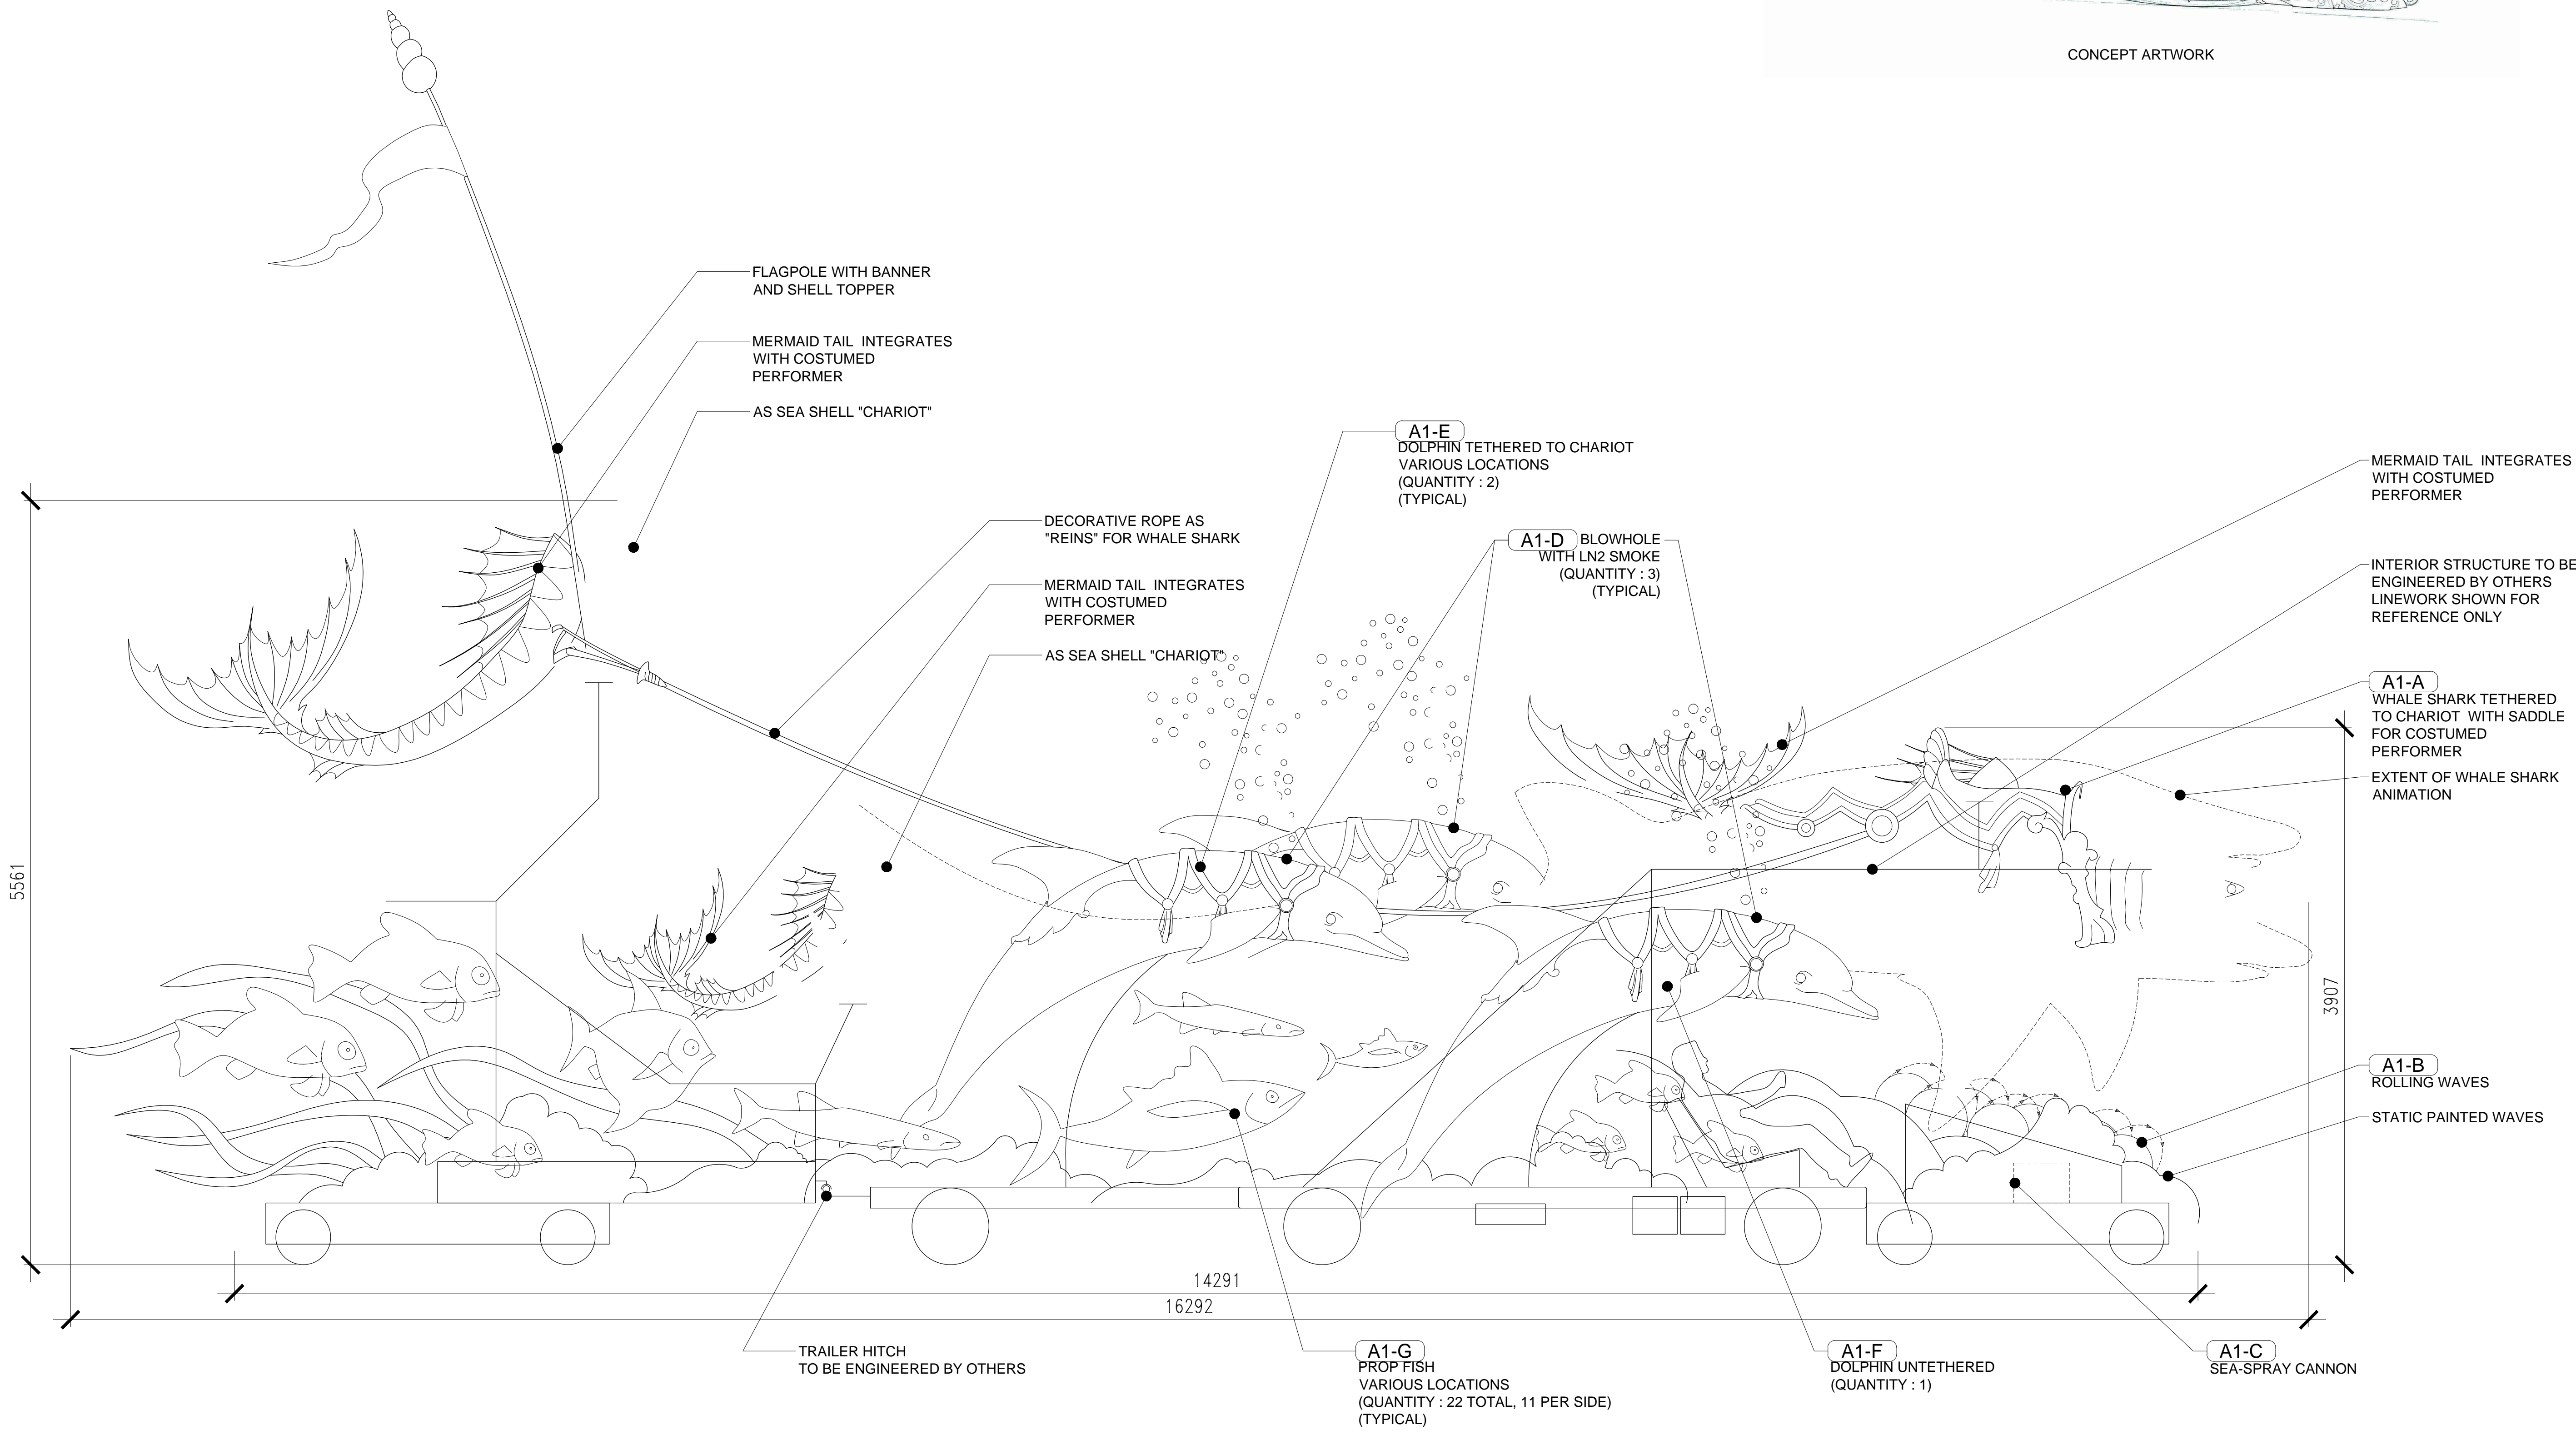 CONCEPT ARTWORK
FLAGPOLE WITH BANNER
AND SHELL TOPPER
MERMAID TAIL  INTEGRATES
WITH COSTUMED
PERFORMER
AS SEA SHELL "CHARIOT"
DECORATIVE ROPE AS
"REINS" FOR WHALE SHARK
MERMAID TAIL  INTEGRATES
WITH COSTUMED
PERFORMER
AS SEA SHELL "CHARIOT"
A1-E
DOLPHIN TETHERED TO CHARIOT
VARIOUS LOCATIONS
(QUANTITY : 2)
(TYPICAL)
A1-D BLOWHOLE
WITH LN2 SMOKE
(QUANTITY : 3)
(TYPICAL)
MERMAID TAIL  INTEGRATES
WITH COSTUMED
PERFORMER
INTERIOR STRUCTURE TO BE
ENGINEERED BY OTHERS
LINEWORK SHOWN FOR
REFERENCE ONLY
A1-A
WHALE SHARK TETHERED
TO CHARIOT  WITH SADDLE
FOR COSTUMED
PERFORMER
EXTENT OF WHALE SHARK
ANIMATION
5561
3907
A1-B
ROLLING WAVES
STATIC PAINTED WAVES
14291
16292
TRAILER HITCH
TO BE ENGINEERED BY OTHERS
A1-G
PROP FISH
VARIOUS LOCATIONS
(QUANTITY : 22 TOTAL, 11 PER SIDE)
(TYPICAL)
A1-F
DOLPHIN UNTETHERED
(QUANTITY : 1)
A1-C
SEA-SPRAY CANNON